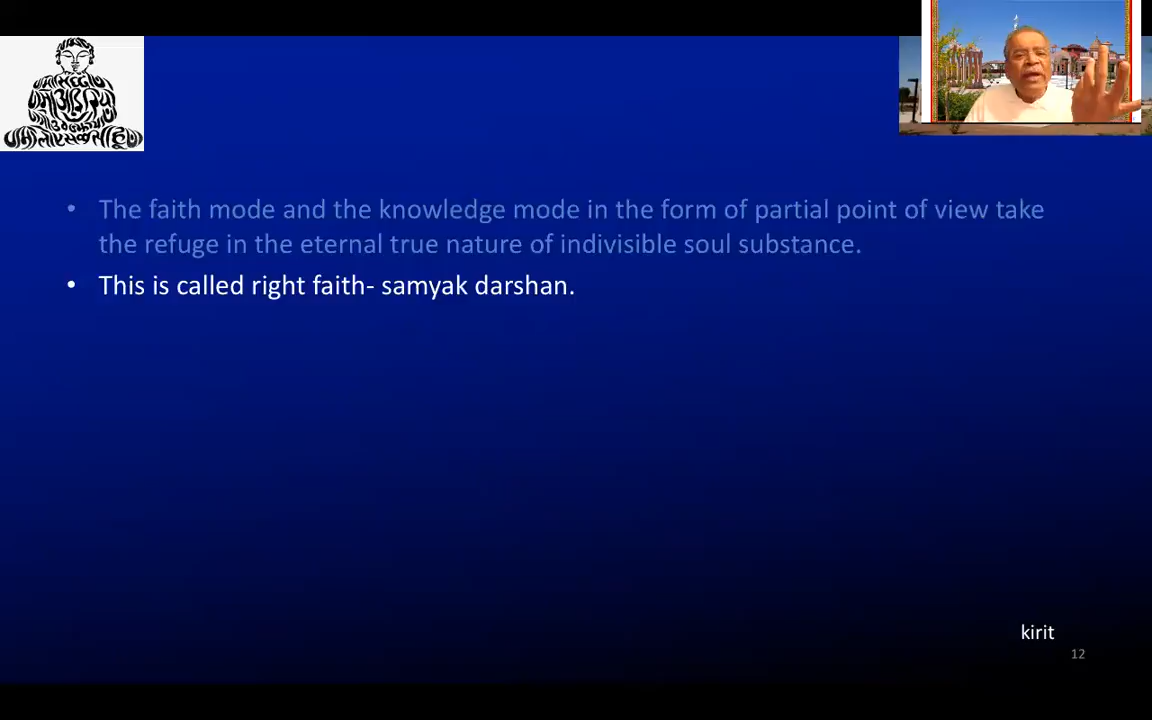 • The faith mode and the knowledge mode in the form of partial point of view take
the refuge in the eternal true nature of indivisible soul substance.
• This is called right faith- samyak darshan.
kirit
12